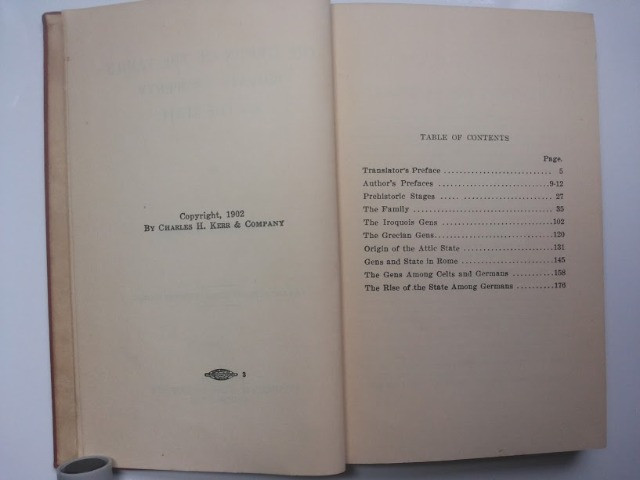 Copyright, 1902
By Charles H. Kerr & Company
3
TABLE OF CONTENTS
Page.
Translator's Preface ........................... 5
Author's Prefaces ...........................9-12
Prehistoric Stages ..... ..................... 27
The Family ................................... 35
The Iroquois Gens ...........................102
The Grecian Gens............................120
Origin of the Attic State ......................131
Gens and State in Rome .....................145
The Gens Among Celts and Germans ..........158
The Rise of the State Among Germans ..........170